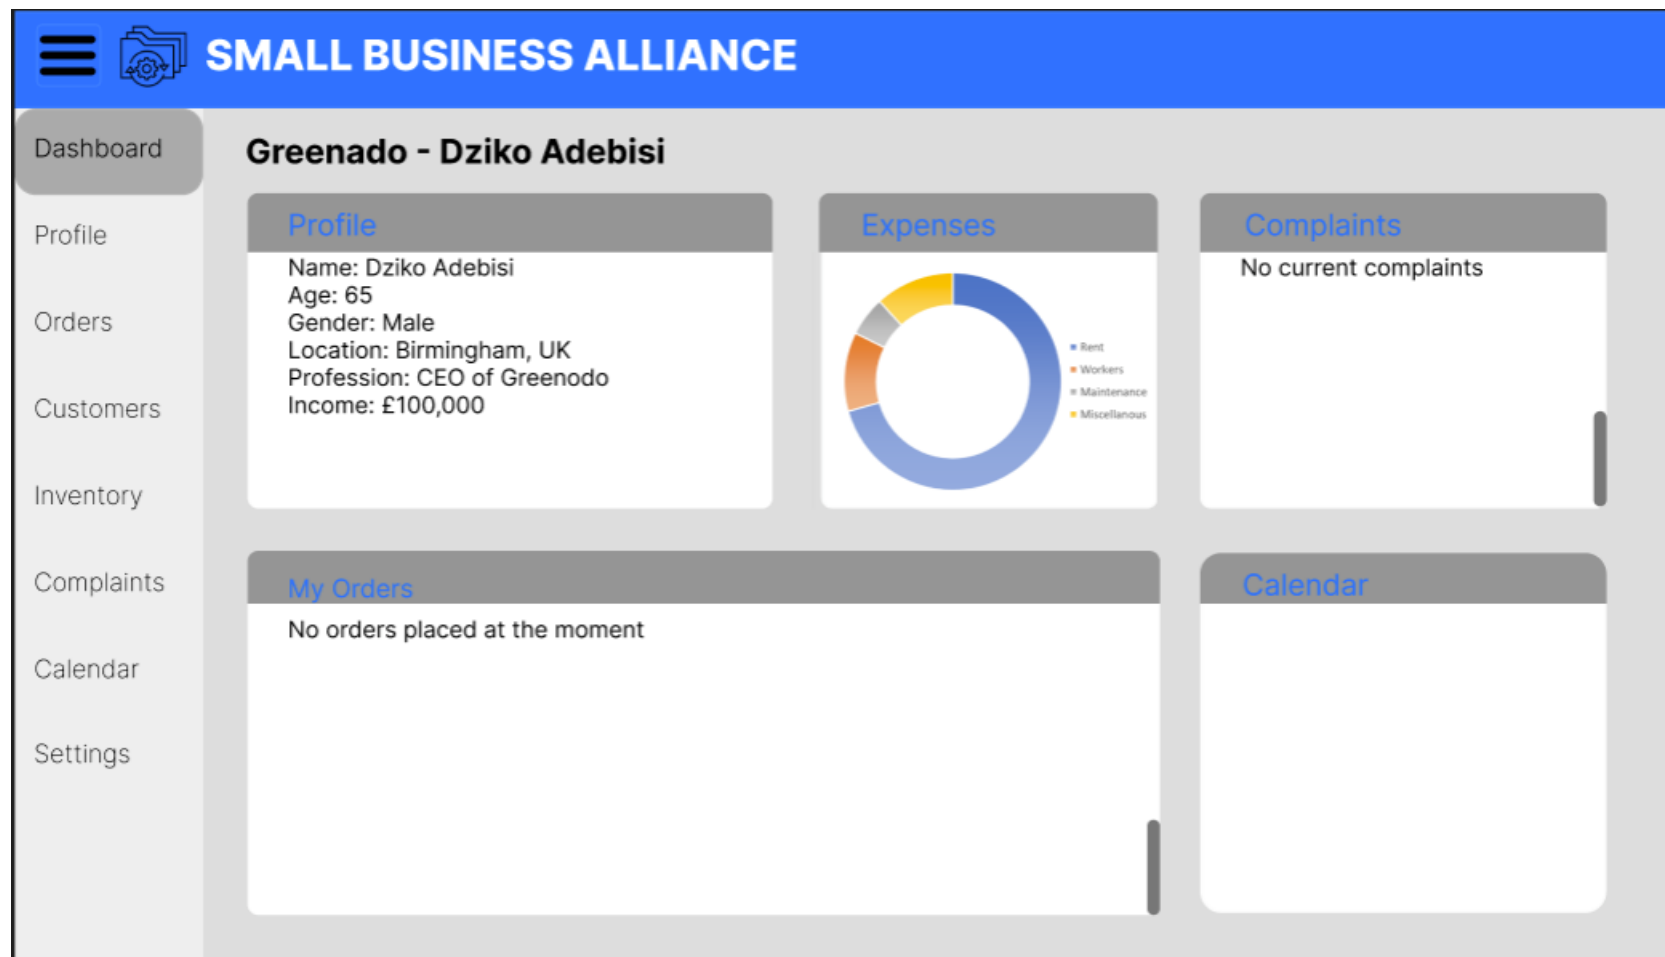 SMALL BUSINESS ALLIANCE
Dashboard
Profile
Orders
Customers
Inventory
Complaints
Calendar
Settings
Greenado - Dziko Adebisi
Profile
Name: Dziko Adebisi
Age: 65
Gender: Male
Location: Birmingham, UK
Profession: CEO of Greenodo
Income: £100,000
Expenses
Rent
Workers
Maintenance
Miscellanous
Complaints
No current complaints
My Orders
No orders placed at the moment
Calendar